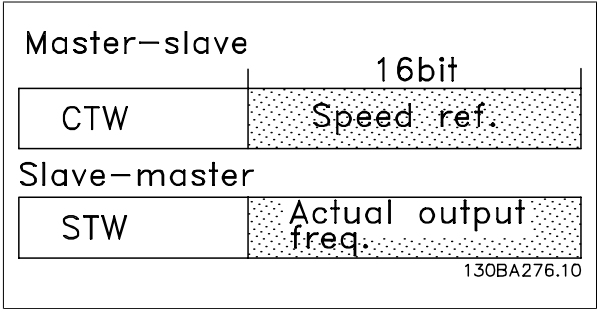 Master-slave
16bit
CTW
Speed ref.
Slave-master
STW
Actual output
freq.
130BA276.10